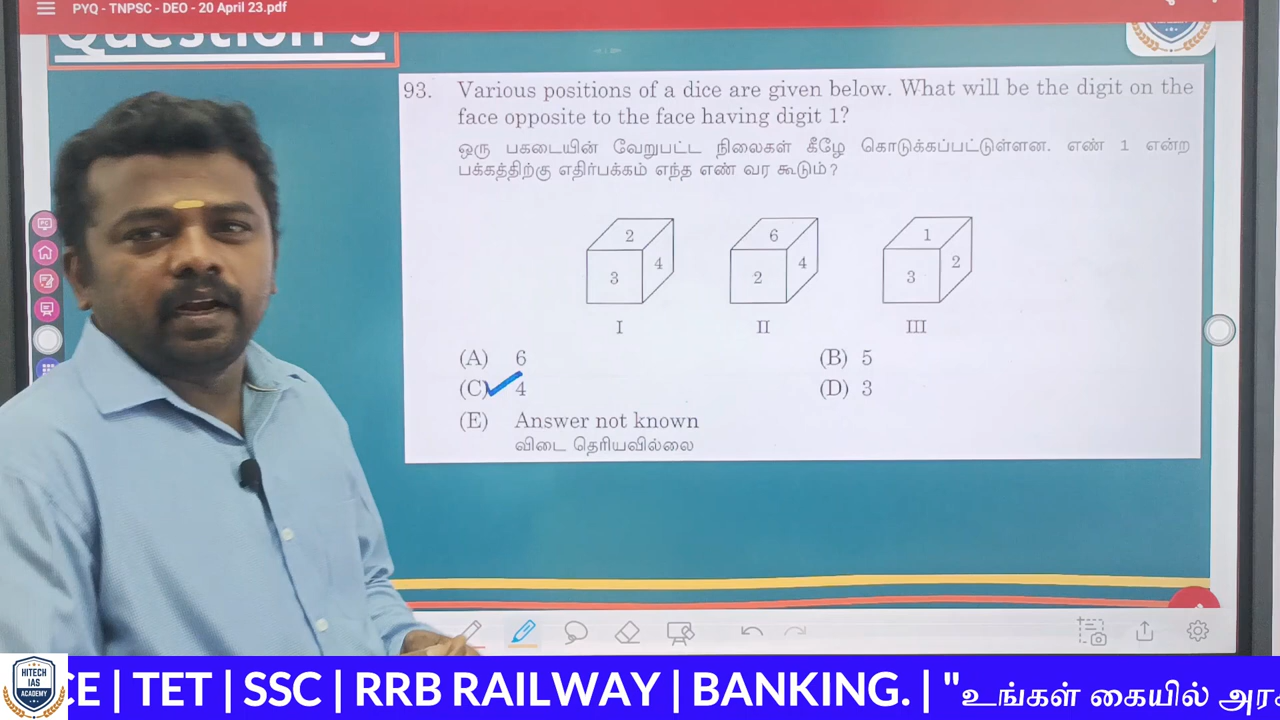 PYQ - TNPSC - DEO - 20 April 23.pdf
Question 5
93. Various positions of a dice are given below. What will be the digit on the
face opposite to the face having digit 1?
ஒரு பகடையின் வேறுபட்ட நிலைகள் கீழே கொடுக்கப்பட்டுள்ளன. எண் 1 என்ற
பக்கத்திற்கு எதிர்பக்கம் எந்த எண் வர கூடும்?
2 6 1
3 4 2 4 3 2
I II III
(A) 6 (B) 5
(C) 4 (D) 3
(E) Answer not known
விடை தெரியவில்லை
HITECH
IAS
ACADEMY
CE | TET | SSC | RRB RAILWAY | BANKING. | "உங்கள் கையில் அர